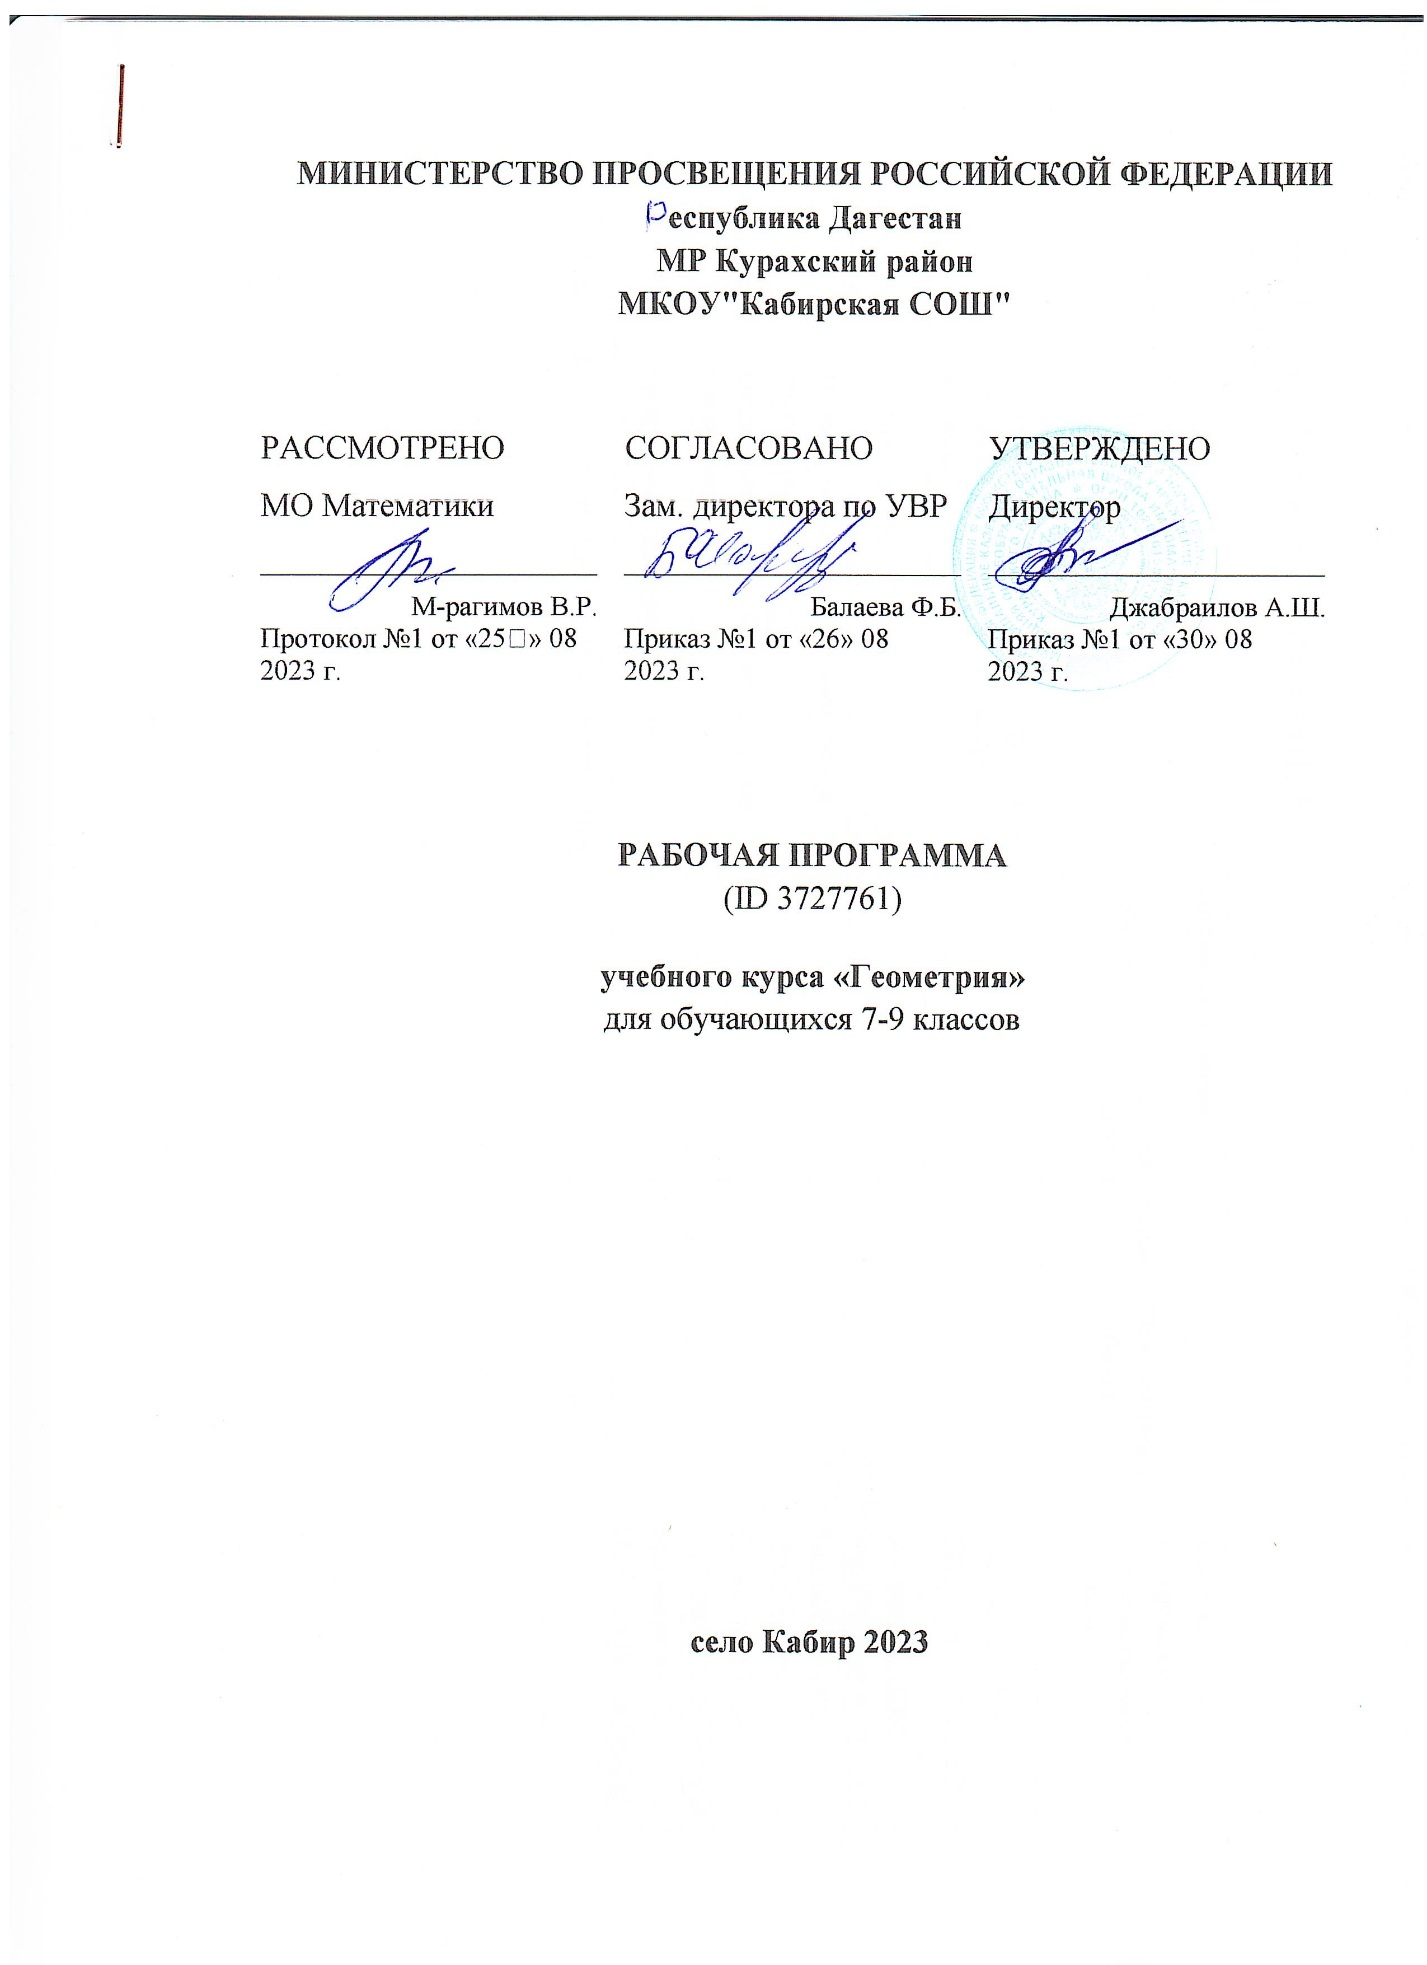 МИНИСТЕРСТВО ПРОСВЕЩЕНИЯ РОССИЙСКОЙ ФЕДЕРАЦИИ
Республика Дагестан
МР Курахский район
МКОУ"Кабирская СОШ"
РАССМОТРЕНО
МО Математики
М-рагимов В.Р.
Протокол №1 от «25□» 08
2023 г.
СОГЛАСОВАНО
Зам. директора по УВР
Балаева Ф.Б.
Приказ №1 от «26» 08
2023 г.
УТВЕРЖДЕНО
Директор
Джабраилов А.Ш.
Приказ №1 от «30» 08
2023 г.
РАБОЧАЯ ПРОГРАММА
(ID 3727761)
учебного курса «Геометрия»
для обучающихся 7-9 классов
село Кабир 2023